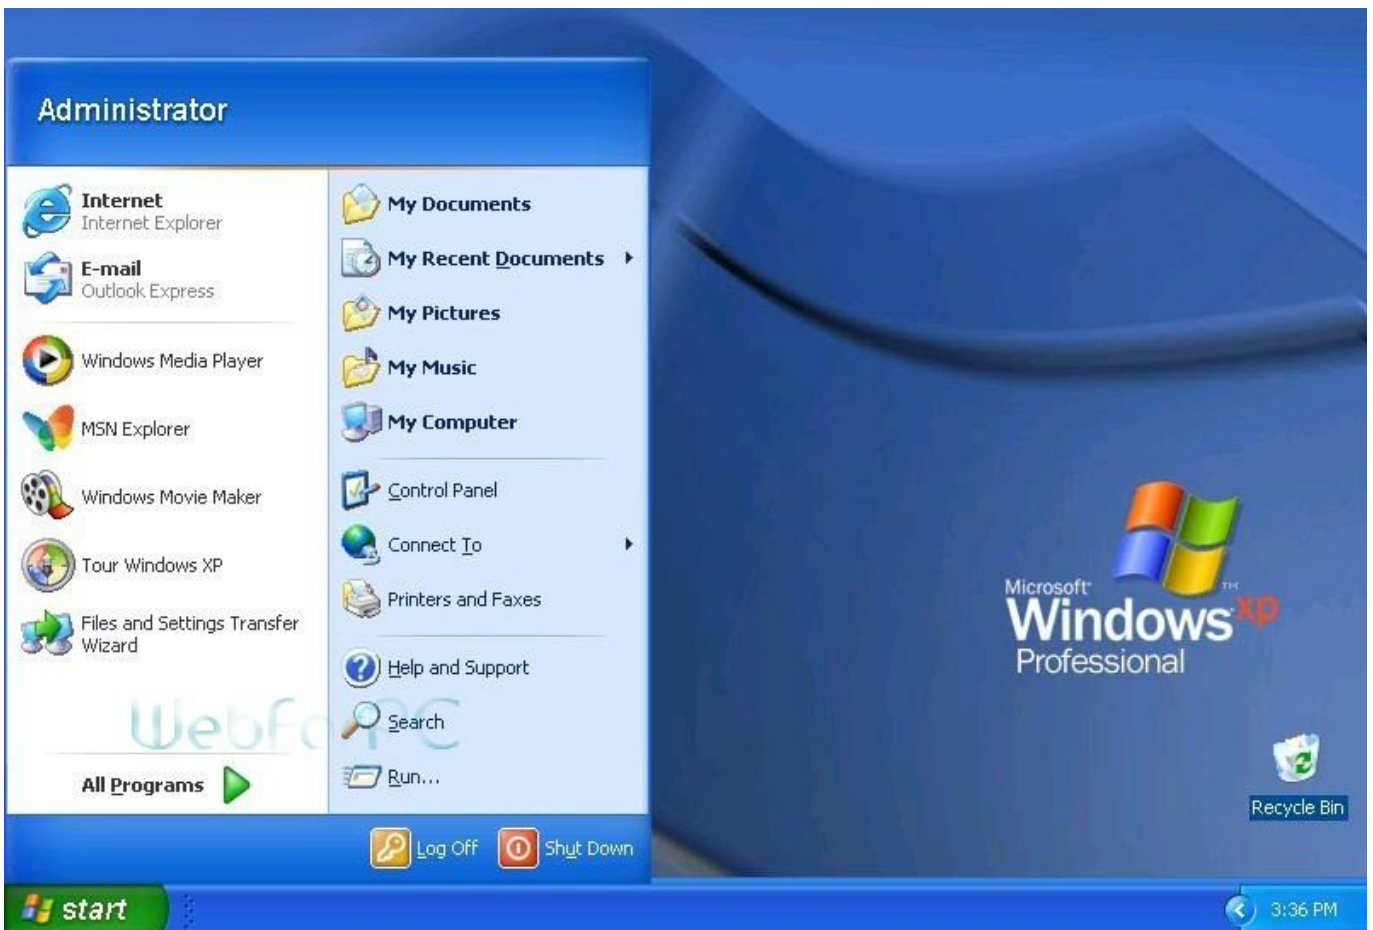 Administrator
Internet
Internet Explorer
E-mail
Outlook Express
Windows Media Player
MSN Explorer
Windows Movie Maker
Tour Windows XP
Files and Settings Transfer
Wizard
All Programs
My Documents
My Recent Documents
My Pictures
My Music
My Computer
Control Panel
Connect To
Printers and Faxes
Help and Support
Search
Run...
WebForPC
Log Off
Shut Down
Microsoft
Windows xp
Professional
TM
Recycle Bin
start
3:36 PM